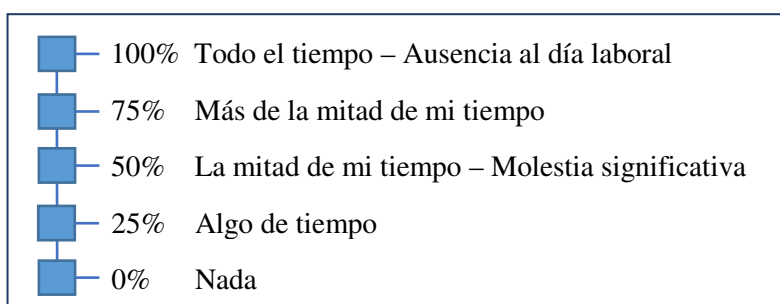 100% Todo el tiempo – Ausencia al día laboral
75% Más de la mitad de mi tiempo
50% La mitad de mi tiempo – Molestia significativa
25% Algo de tiempo
0% Nada